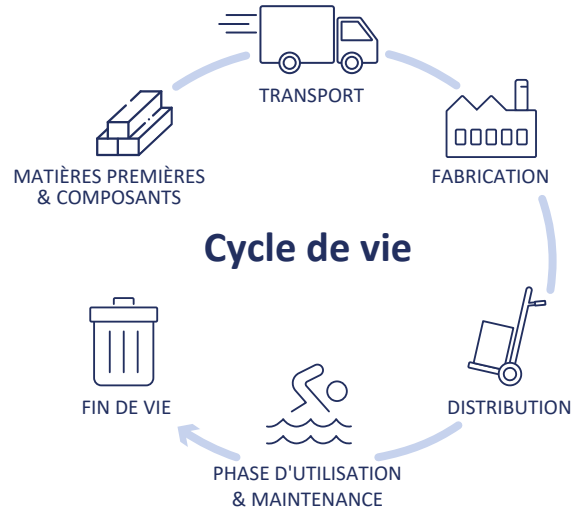 TRANSPORT
MATIÈRES PREMIÈRES
& COMPOSANTS
FABRICATION
Cycle de vie
FIN DE VIE
DISTRIBUTION
PHASE D'UTILISATION
& MAINTENANCE